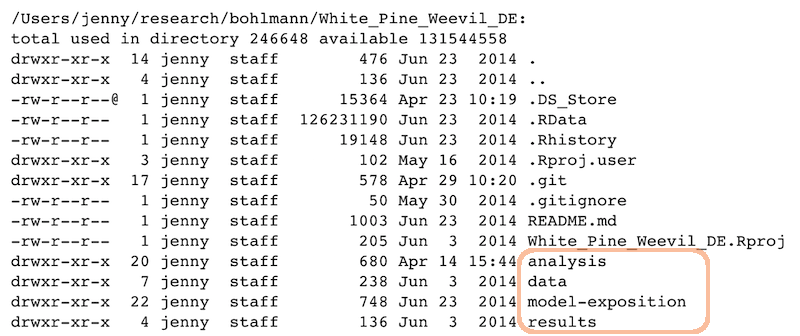 /Users/jenny/research/bohlmann/White_Pine_Weevil_DE:
total used in directory 246648 available 131544558
drwxr-xr-x  14 jenny  staff        476 Jun 23  2014 .
drwxr-xr-x   4 jenny  staff        136 Jun 23  2014 ..
-rw-r--r--@  1 jenny  staff      15364 Apr 23 10:19 .DS_Store
-rw-r--r--   1 jenny  staff  126231190 Jun 23  2014 .RData
-rw-r--r--   1 jenny  staff      19148 Jun 23  2014 .Rhistory
drwxr-xr-x   3 jenny  staff        102 May 16  2014 .Rproj.user
drwxr-xr-x  17 jenny  staff        578 Apr 29 10:20 .git
-rw-r--r--   1 jenny  staff         50 May 30  2014 .gitignore
-rw-r--r--   1 jenny  staff       1003 Jun 23  2014 README.md
-rw-r--r--   1 jenny  staff        205 Jun  3  2014 White_Pine_Weevil_DE.Rproj
drwxr-xr-x  20 jenny  staff        680 Apr 14 15:44 analysis
drwxr-xr-x   7 jenny  staff        238 Jun  3  2014 data
drwxr-xr-x  22 jenny  staff        748 Jun 23  2014 model-exposition
drwxr-xr-x   4 jenny  staff        136 Jun  3  2014 results